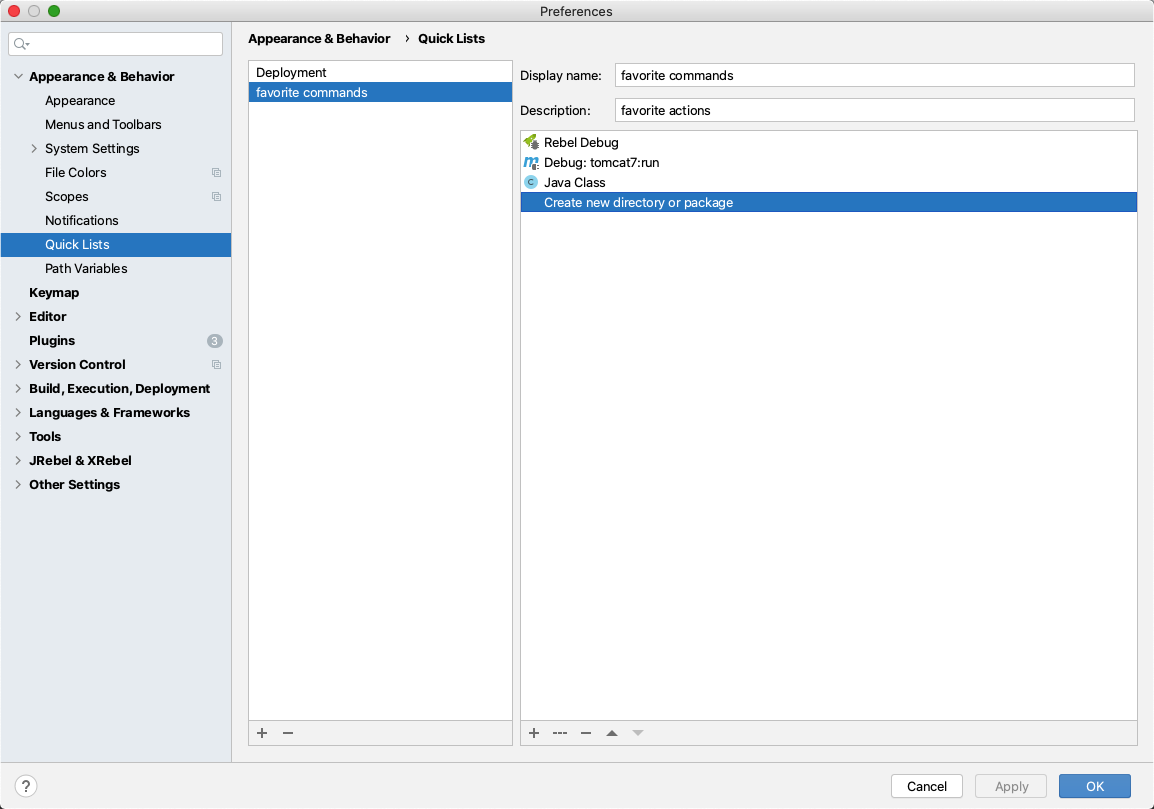 Preferences
Appearance & Behavior › Quick Lists
Appearance & Behavior
Appearance
Menus and Toolbars
System Settings
File Colors
Scopes
Notifications
Quick Lists
Path Variables
Keymap
Editor
Plugins 3
Version Control
Build, Execution, Deployment
Languages & Frameworks
Tools
JRebel & XRebel
Other Settings
Deployment
favorite commands
Display name: favorite commands
Description: favorite actions
Rebel Debug
Debug: tomcat7:run
Java Class
Create new directory or package
?
Cancel Apply OK